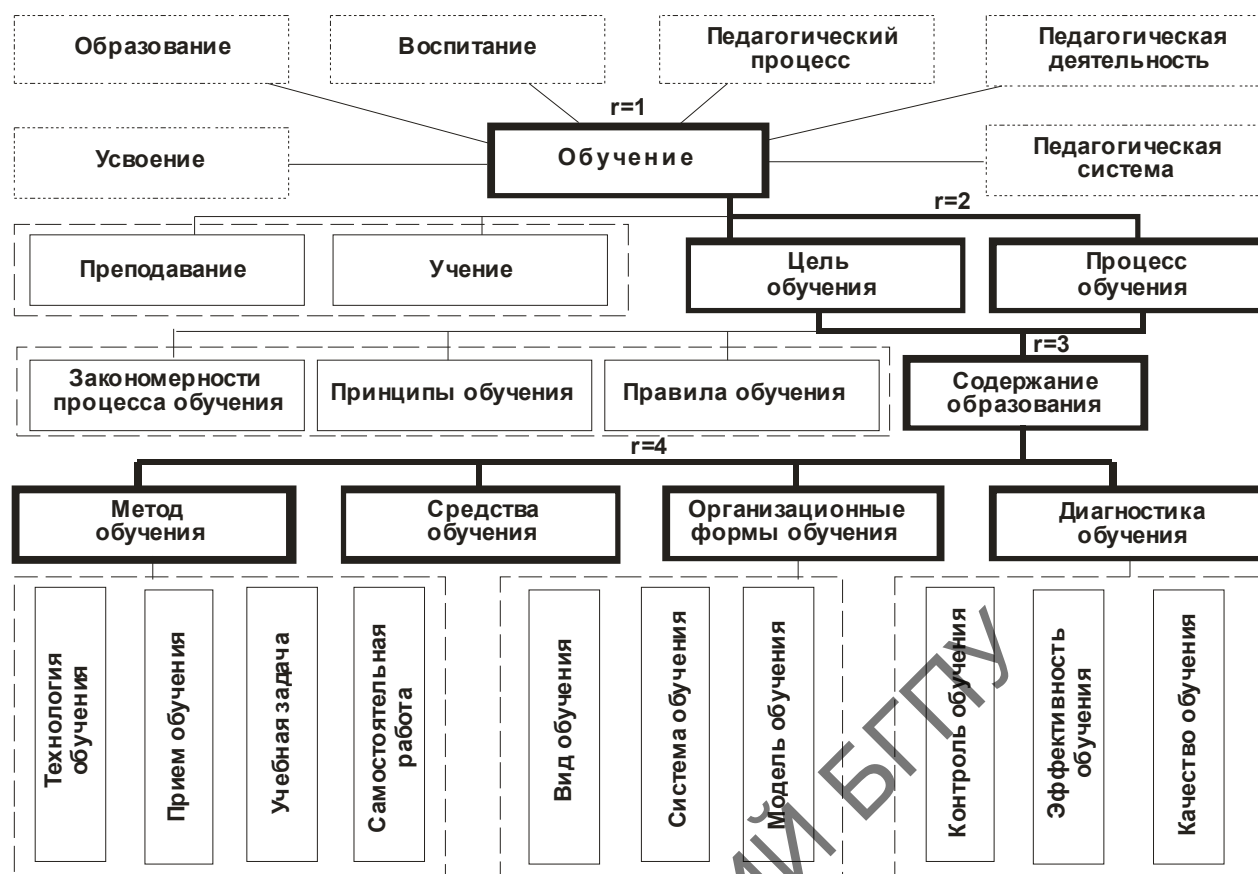 Образование
Воспитание
Педагогический
процесс
Педагогическая
деятельность
r=1
Усвоение
Обучение
Педагогическая
система
r=2
Преподавание
Учение
Цель
обучения
Процесс
обучения
r=3
Закономерности
процесса обучения
Принципы обучения
Правила обучения
Содержание
образования
r=4
Метод
обучения
Средства
обучения
Организационные
формы обучения
Диагностика
обучения
Технология
обучения
Прием обучения
Учебная задача
Самостоятельная
работа
Вид обучения
Система обучения
Модель обучения
Контроль обучения
Эффективность
обучения
Качество обучения
БГПУ